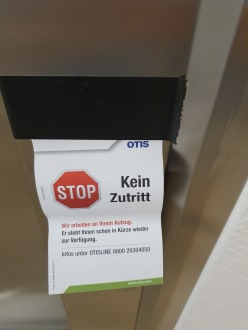 OTIS
STOP
Kein
Zutritt
Wir arbeiten an Ihrem Aufzug.
Er steht Ihnen schon in Kürze wieder
zur Verfügung.
Infos unter OTISLINE 0800 20304050